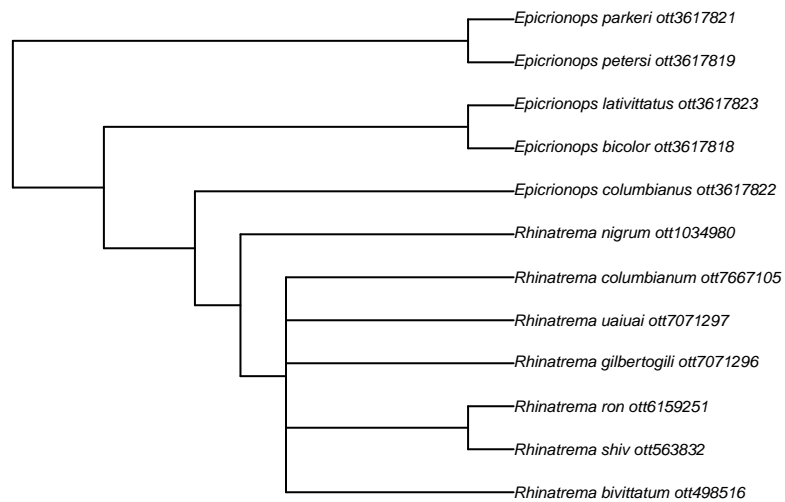 Epicrionops parkeri ott3617821
Epicrionops petersi ott3617819
Epicrionops lativittatus ott3617823
Epicrionops bicolor ott3617818
Epicrionops columbianus ott3617822
Rhinatrema nigrum ott1034980
Rhinatrema columbianum ott7667105
Rhinatrema uaiuai ott7071297
Rhinatrema gilbertogili ott7071296
Rhinatrema ron ott6159251
Rhinatrema shiv ott563832
Rhinatrema bivittatum ott498516